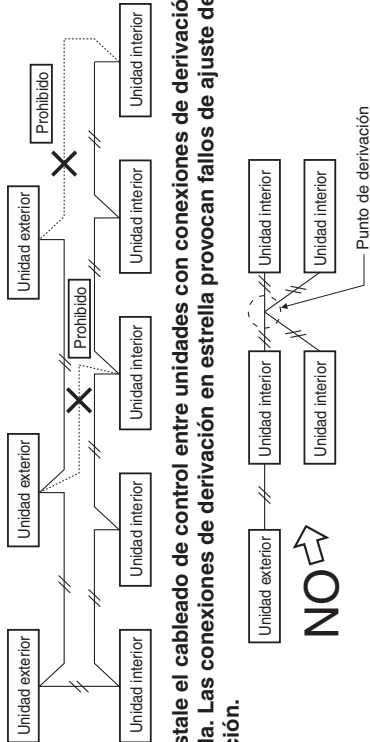 Unidad exterior
Unidad exterior
Unidad exterior
Prohibido
Prohibido
Unidad interior
Unidad interior
Unidad interior
Unidad interior
Unidad interior
stale el cableado de control entre unidades con conexiones de derivació
la. Las conexiones de derivación en estrella provocan fallos de ajuste de
ción.
Unidad exterior
Unidad interior
Unidad interior
NO
Unidad interior
Unidad interior
Punto de derivación